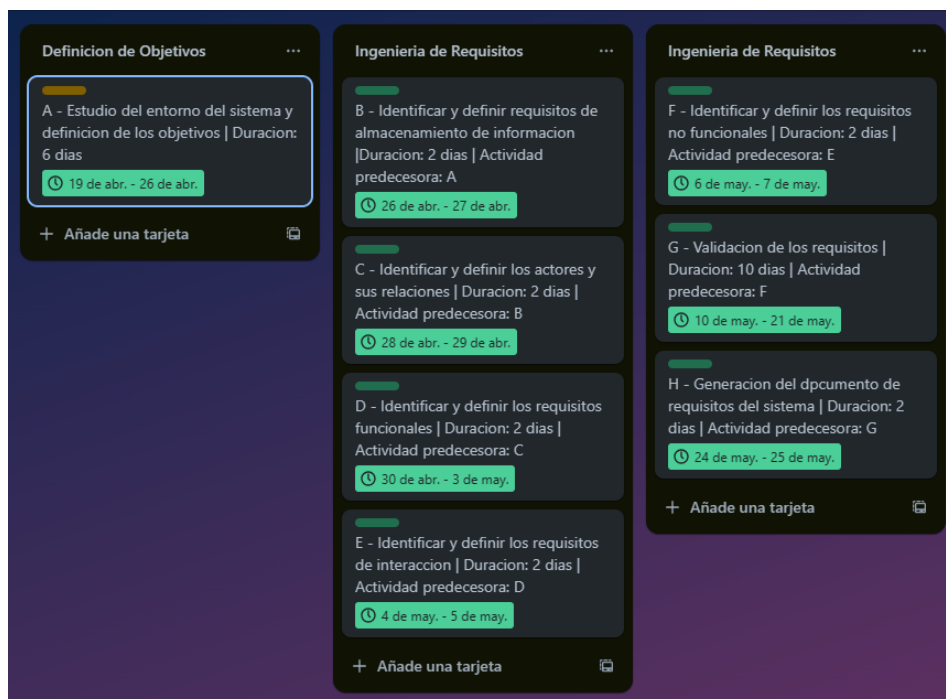 Definicion de Objetivos
A - Estudio del entorno del sistema y
definicion de los objetivos | Duracion:
6 dias
19 de abr. - 26 de abr.
Añade una tarjeta
Ingenieria de Requisitos
B - Identificar y definir requisitos de
almacenamiento de informacion
|Duracion: 2 dias | Actividad
predecesora: A
26 de abr. - 27 de abr.
C - Identificar y definir los actores y
sus relaciones | Duracion: 2 dias |
Actividad predecesora: B
28 de abr. - 29 de abr.
D - Identificar y definir los requisitos
funcionales | Duracion: 2 dias |
Actividad predecesora: C
30 de abr. - 3 de may.
E - Identificar y definir los requisitos
de interaccion | Duracion: 2 dias |
Actividad predecesora: D
4 de may. - 5 de may.
Añade una tarjeta
Ingenieria de Requisitos
F - Identificar y definir los requisitos
no funcionales | Duracion: 2 dias |
Actividad predecesora: E
6 de may. - 7 de may.
G - Validacion de los requisitos |
Duracion: 10 dias | Actividad
predecesora: F
10 de may. - 21 de may.
H - Generacion del dpcumento de
requisitos del sistema | Duracion: 2
dias | Actividad predecesora: G
24 de may. - 25 de may.
Añade una tarjeta